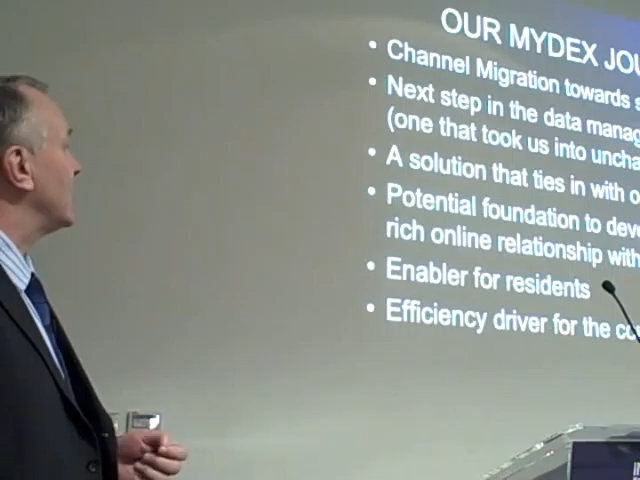 OUR MYDEX JOU
• Channel Migration towards s
• Next step in the data manag
(one that took us into uncha
• A solution that ties in with o
• Potential foundation to deve
rich online relationship with
• Enabler for residents
• Efficiency driver for the co